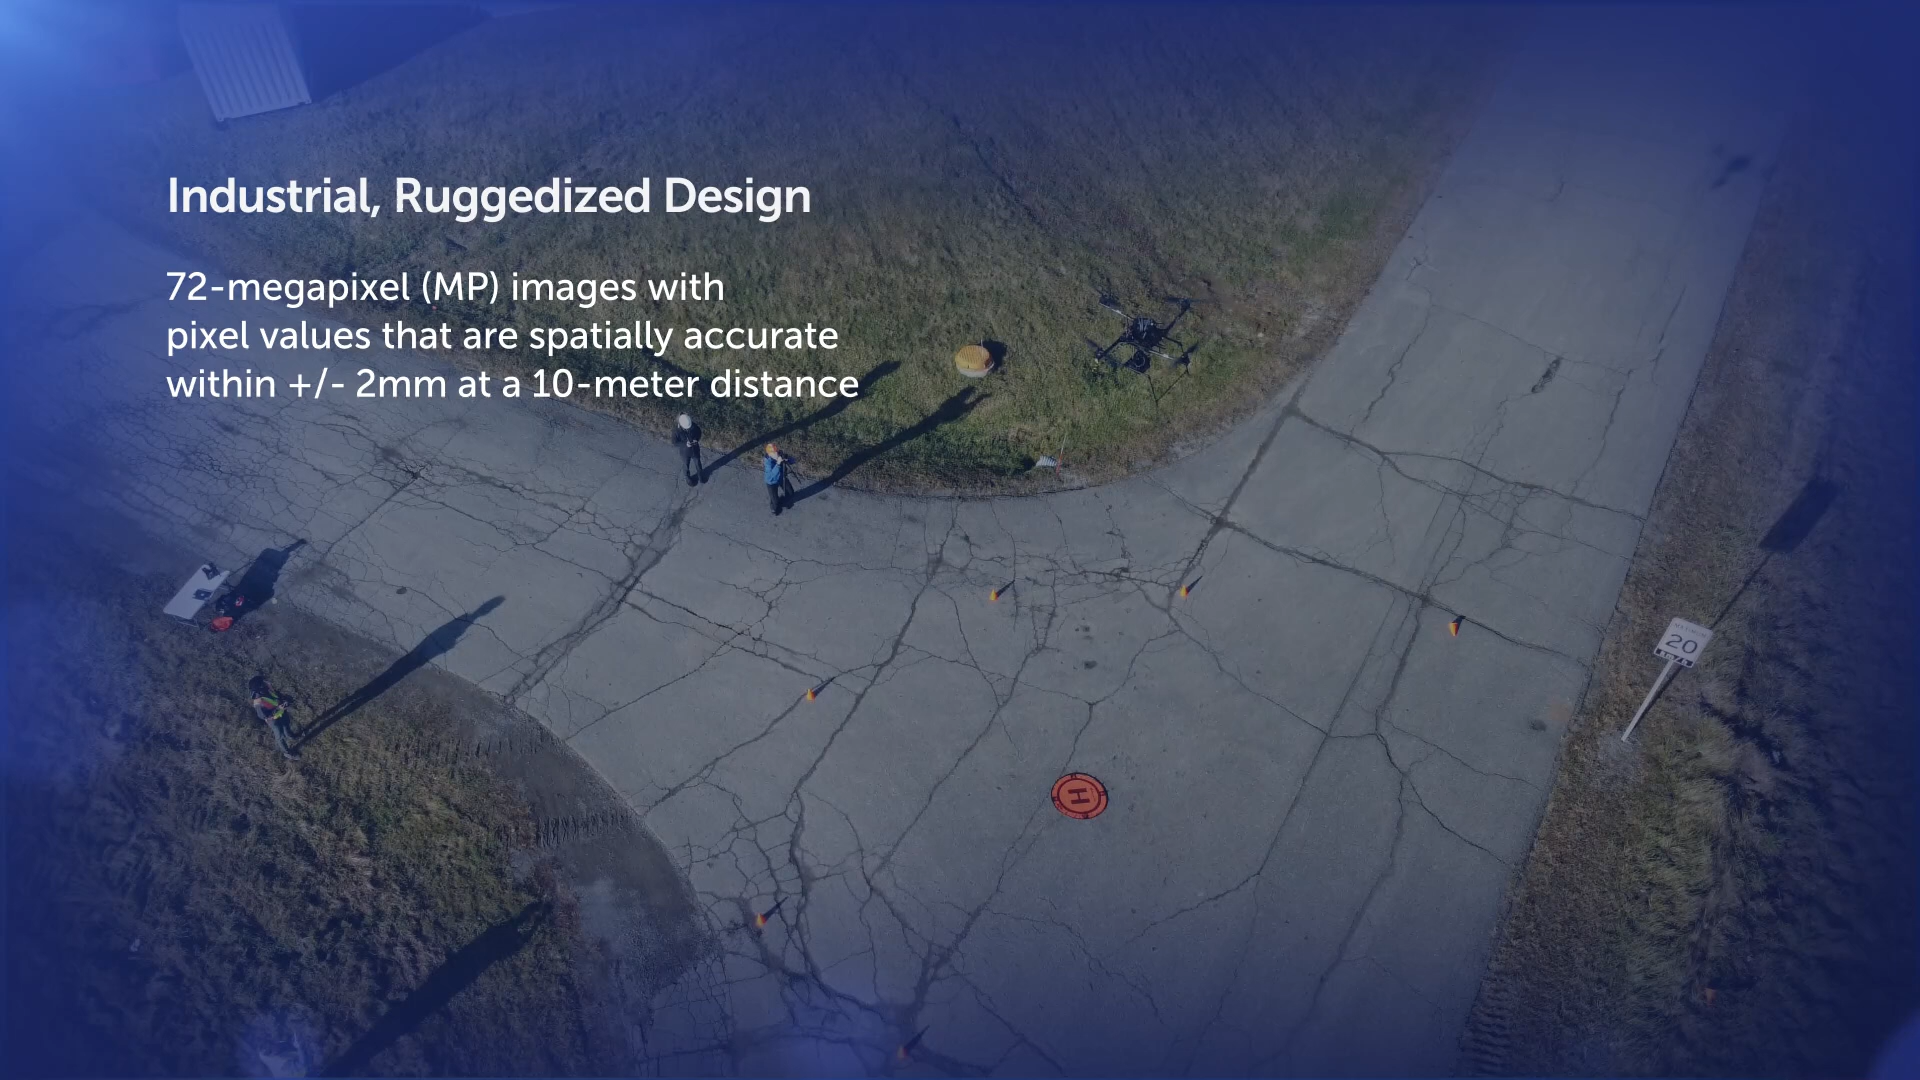 Industrial, Ruggedized Design
72-megapixel (MP) images with
pixel values that are spatially accurate
within +/- 2mm at a 10-meter distance
20
H